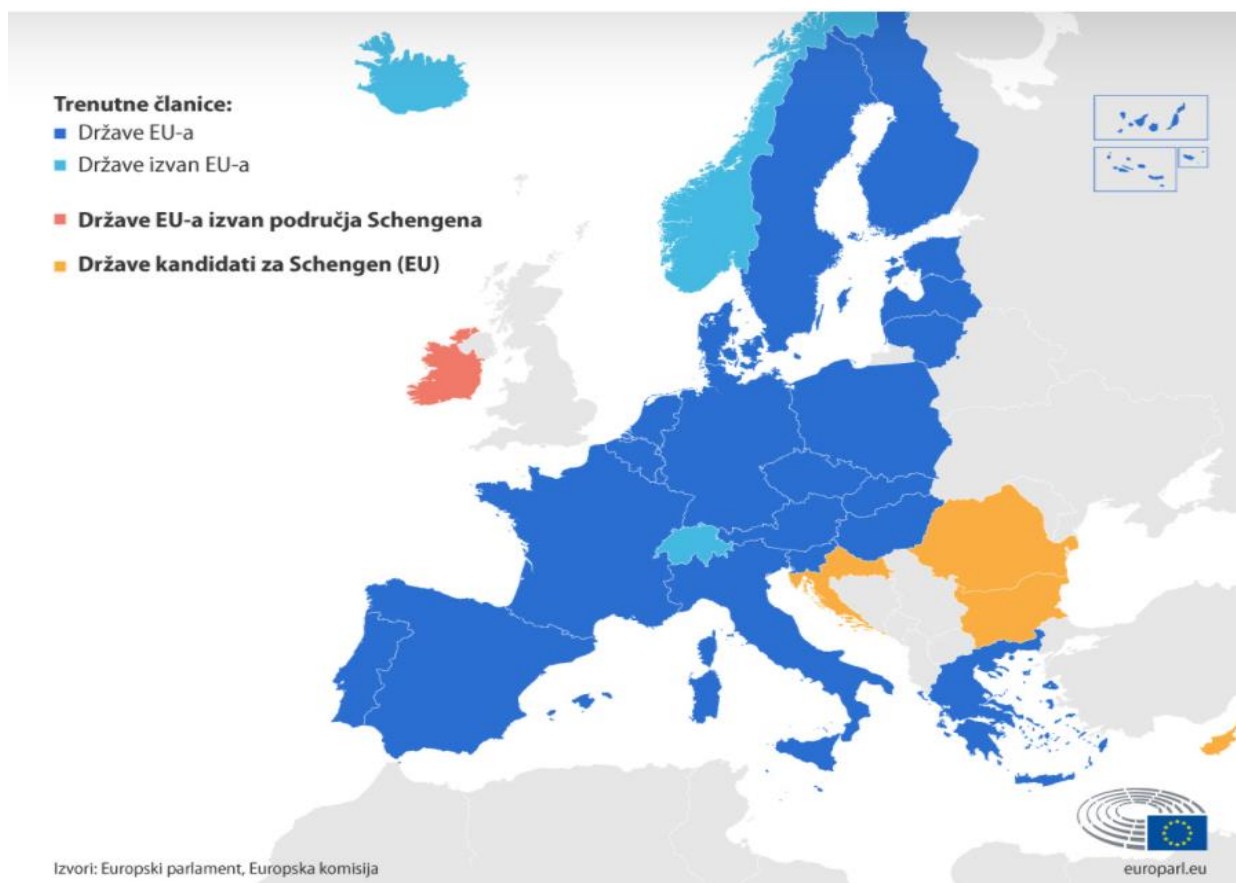 Trenutne članice:
Države EU-a
Države izvan EU-a
Države EU-a izvan područja Schengena
Države kandidati za Schengen (EU)
Izvori: Europski parlament, Europska komisija
europarl.eu